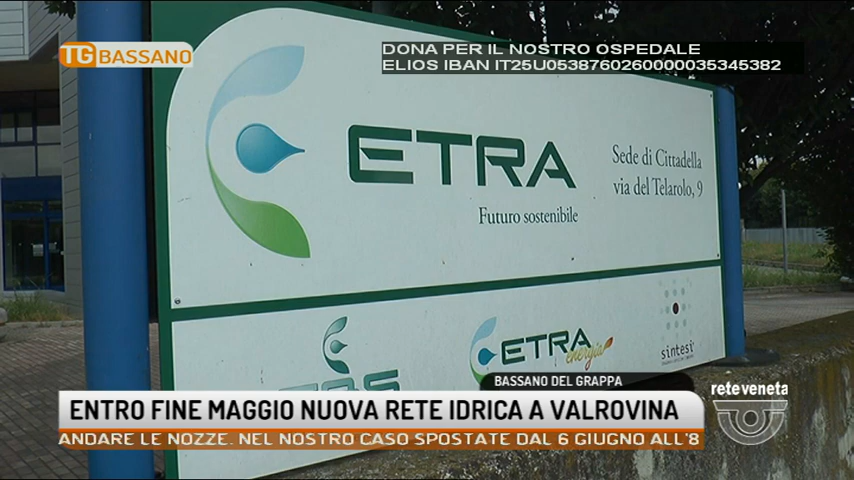 TG BASSANO
DONA PER IL NOSTRO OSPEDALE
ELIOS IBAN IT25U0538760260000035345382
ETRA
Futuro sostenibile
Sede di Cittadella
via del Telarolo, 9
ETRA
energia
sintesi
BASSANO DEL GRAPPA
ENTRO FINE MAGGIO NUOVA RETE IDRICA A VALROVINA
reteveneta
ANDARE LE NOZZE. NEL NOSTRO CASO SPOSTATE DAL 6 GIUGNO ALL'8